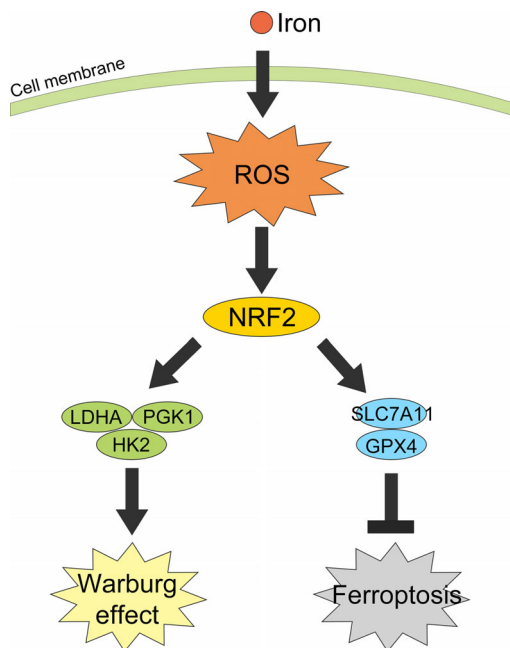 Iron
Cell membrane
ROS
NRF2
LDHA
PGK1
HK2
SLC7A11
GPX4
Warburg
effect
Ferroptosis